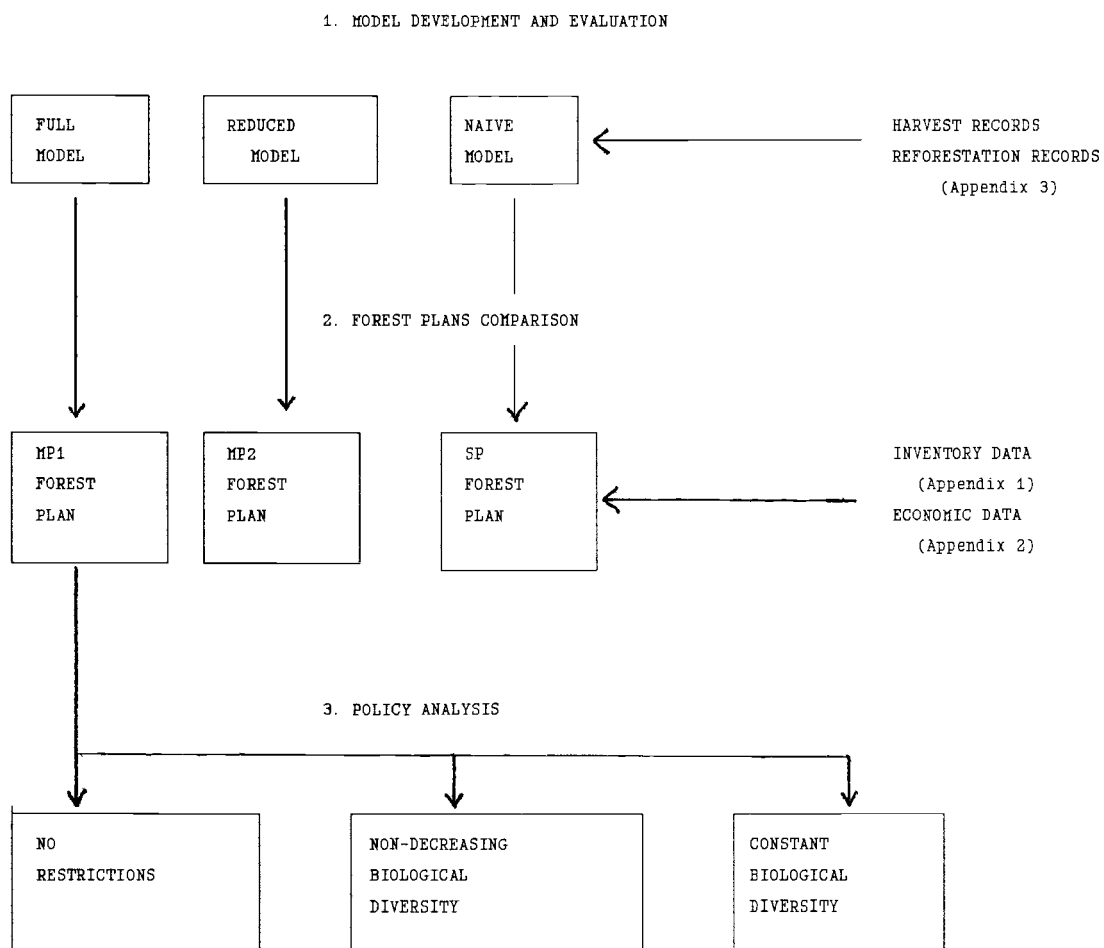 1. MODEL DEVELOPMENT AND EVALUATION
FULL
MODEL
REDUCED
MODEL
NAIVE
MODEL
HARVEST RECORDS
REFORESTATION RECORDS
(Appendix 3)
2. FOREST PLANS COMPARISON
MP1
FOREST
PLAN
MP2
FOREST
PLAN
SP
FOREST
PLAN
INVENTORY DATA
(Appendix 1)
ECONOMIC DATA
(Appendix 2)
3. POLICY ANALYSIS
NO
RESTRICTIONS
NON-DECREASING
BIOLOGICAL
DIVERSITY
CONSTANT
BIOLOGICAL
DIVERSITY